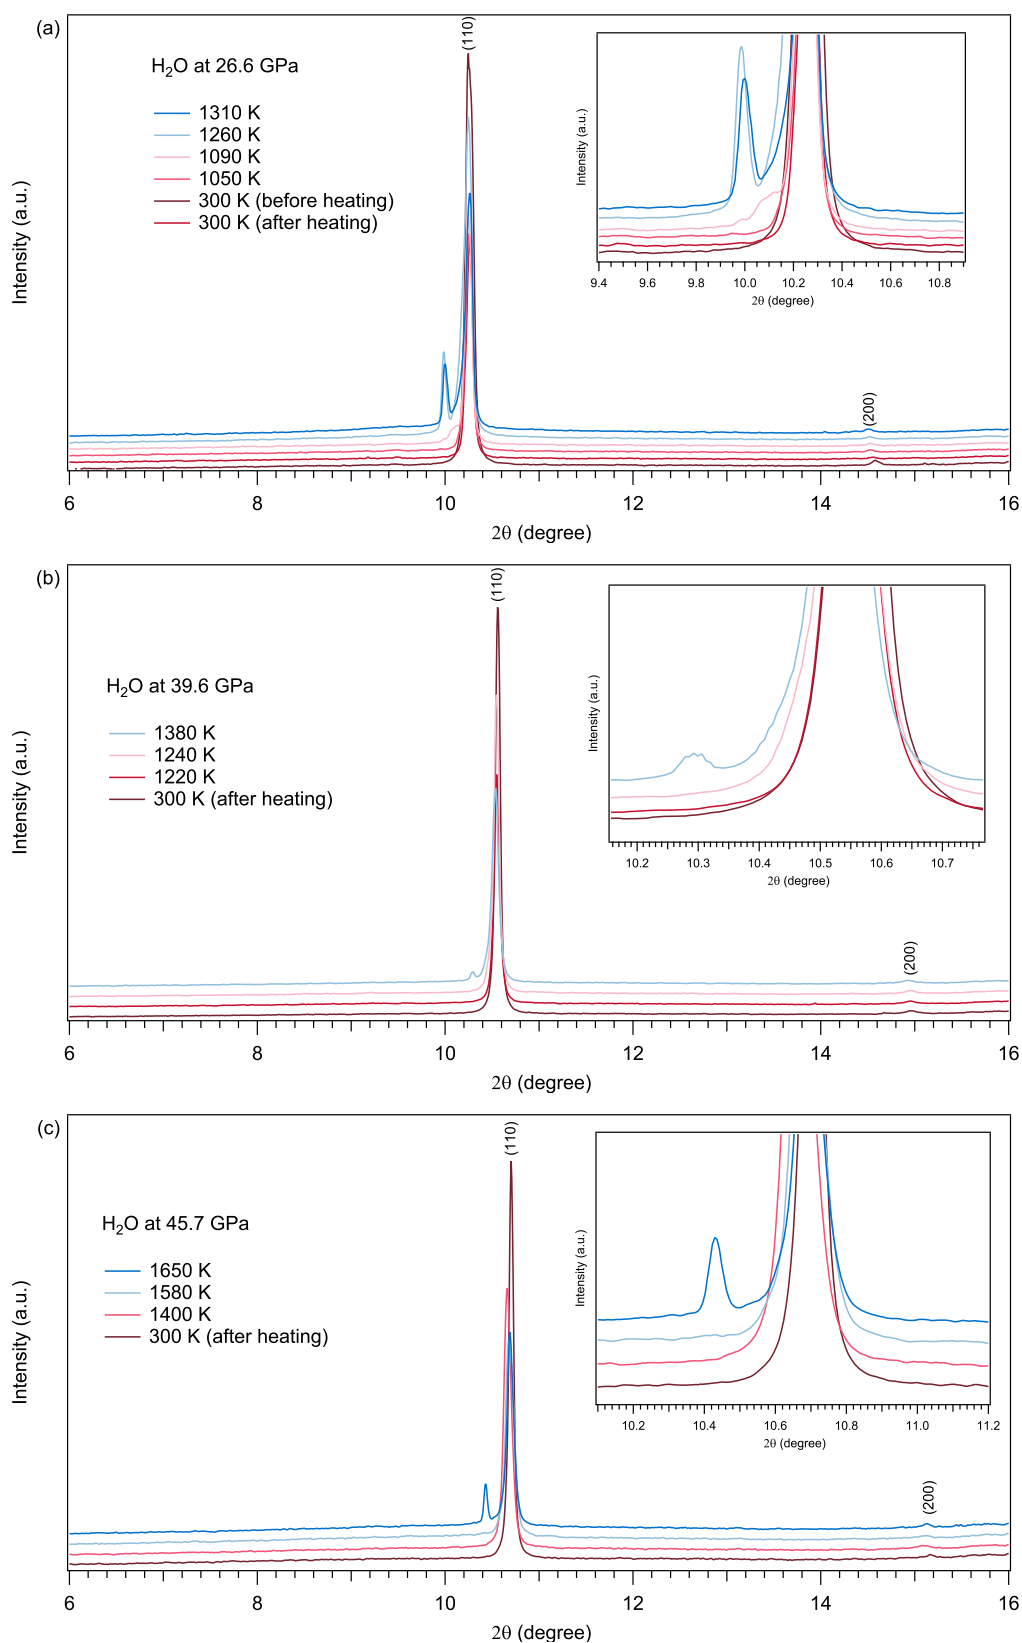 (a)
(110)
H₂O at 26.6 GPa
1310 K
1260 K
1090 K
1050 K
300 K (before heating)
300 K (after heating)
Intensity (a.u.)
Intensity (a.u.)
9.4 9.6 9.8 10.0 10.2 10.4 10.6 10.8
2θ (degree)
(200)
6 8 10 12 14 16
2θ (degree)
(b)
(110)
H₂O at 39.6 GPa
1380 K
1240 K
1220 K
300 K (after heating)
Intensity (a.u.)
Intensity (a.u.)
10.2 10.3 10.4 10.5 10.6 10.7
2θ (degree)
(200)
6 8 10 12 14 16
2θ (degree)
(c)
(110)
H₂O at 45.7 GPa
1650 K
1580 K
1400 K
300 K (after heating)
Intensity (a.u.)
Intensity (a.u.)
10.2 10.4 10.6 10.8 11.0 11.2
2θ (degree)
(200)
6 8 10 12 14 16
2θ (degree)